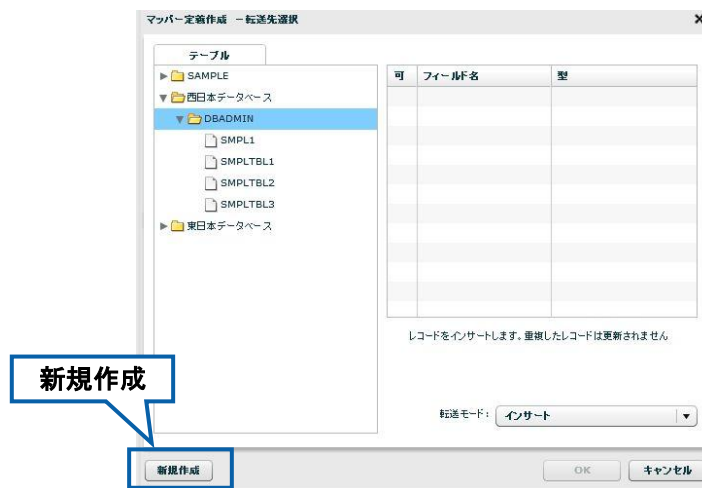 マッパー定義作成 －転送先選択
テーブル
SAMPLE
西日本データベース
DBADMIN
SMPL1
SMPLTBL1
SMPLTBL2
SMPLTBL3
東日本データベース
可 フィールド名 型
レコードをインサートします。重複したレコードは更新されません
新規作成
転送モード： インサート
新規作成
OK キャンセル